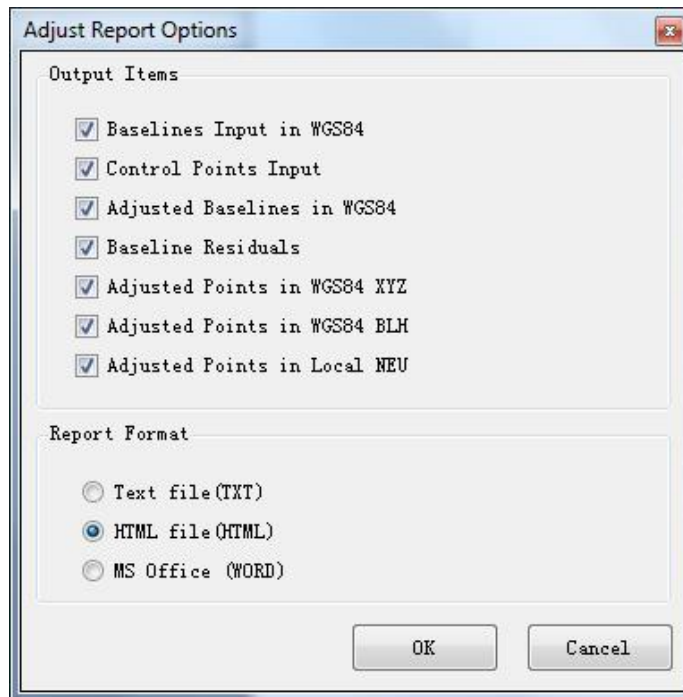 Adjust Report Options
Output Items
Baselines Input in WGS84
Control Points Input
Adjusted Baselines in WGS84
Baseline Residuals
Adjusted Points in WGS84 XYZ
Adjusted Points in WGS84 BLH
Adjusted Points in Local NEU
Report Format
Text file(TXT)
HTML file(HTML)
MS Office (WORD)
OK Cancel